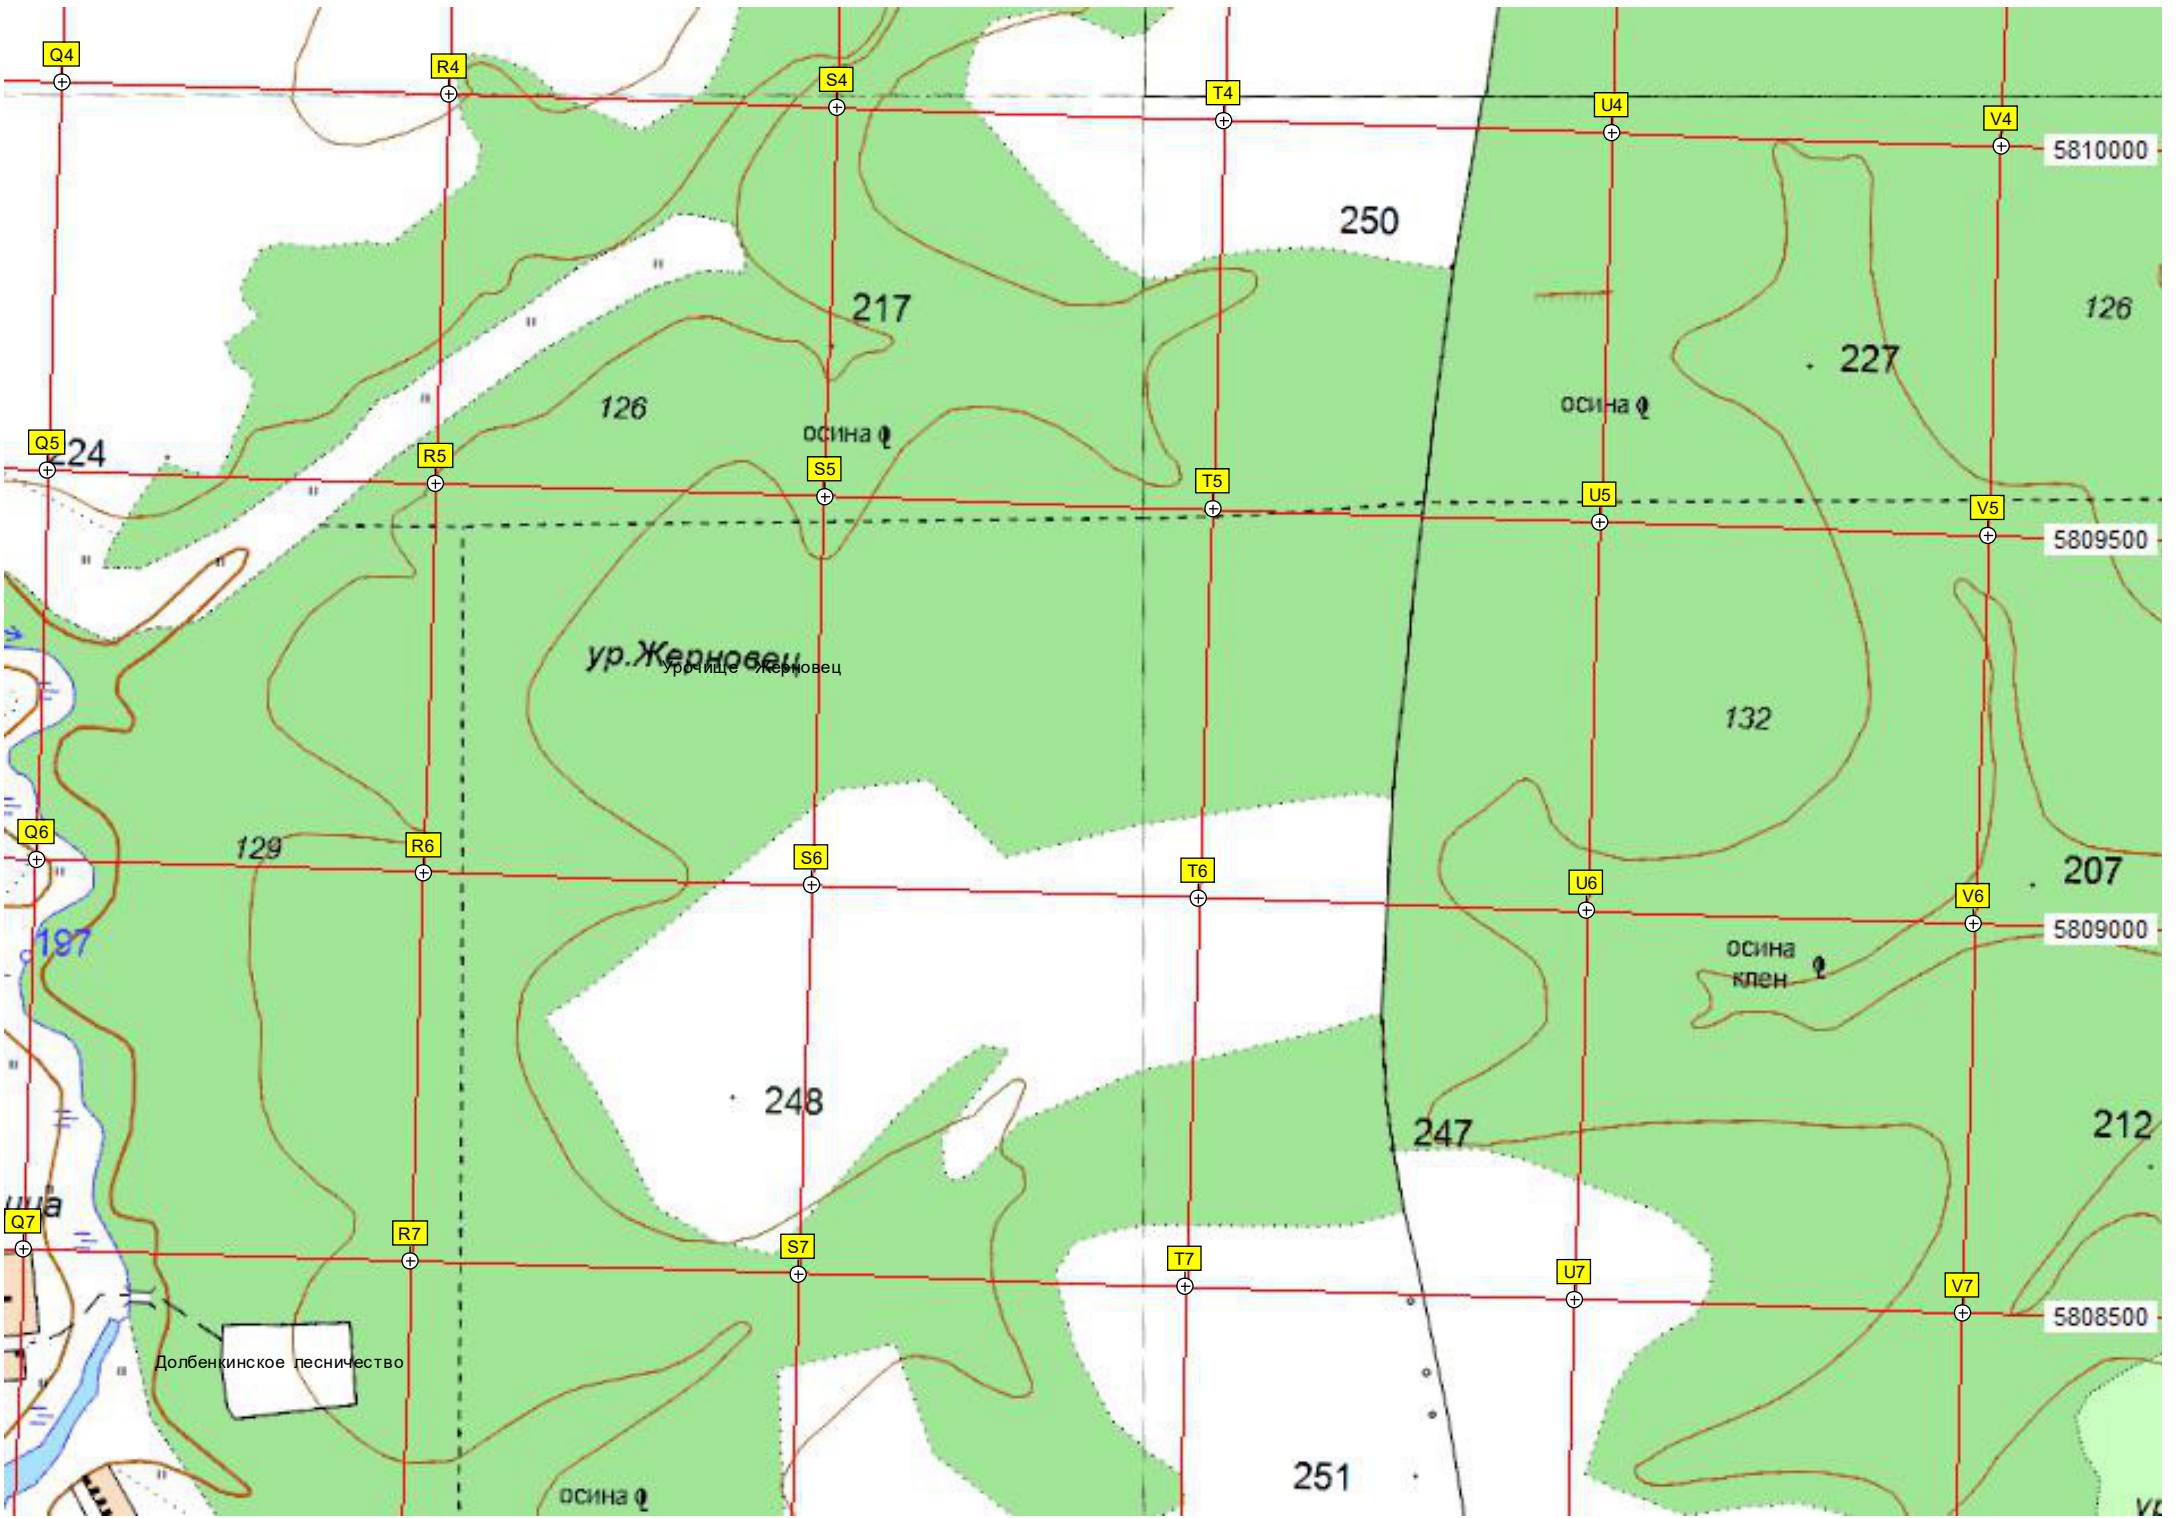 Q4
R4
S4
T4
U4
V4
5810000
250
217
126
227
126
осина
осина
224
Q5
R5
S5
T5
U5
V5
5809500
ур.Жерновец
Урочище Жерновец
132
Q6
129
R6
S6
T6
U6
V6
207
5809000
197
осина
клен
248
247
212
Q7
R7
S7
T7
U7
V7
5808500
Долбенкинское лесничество
251
осина
ур